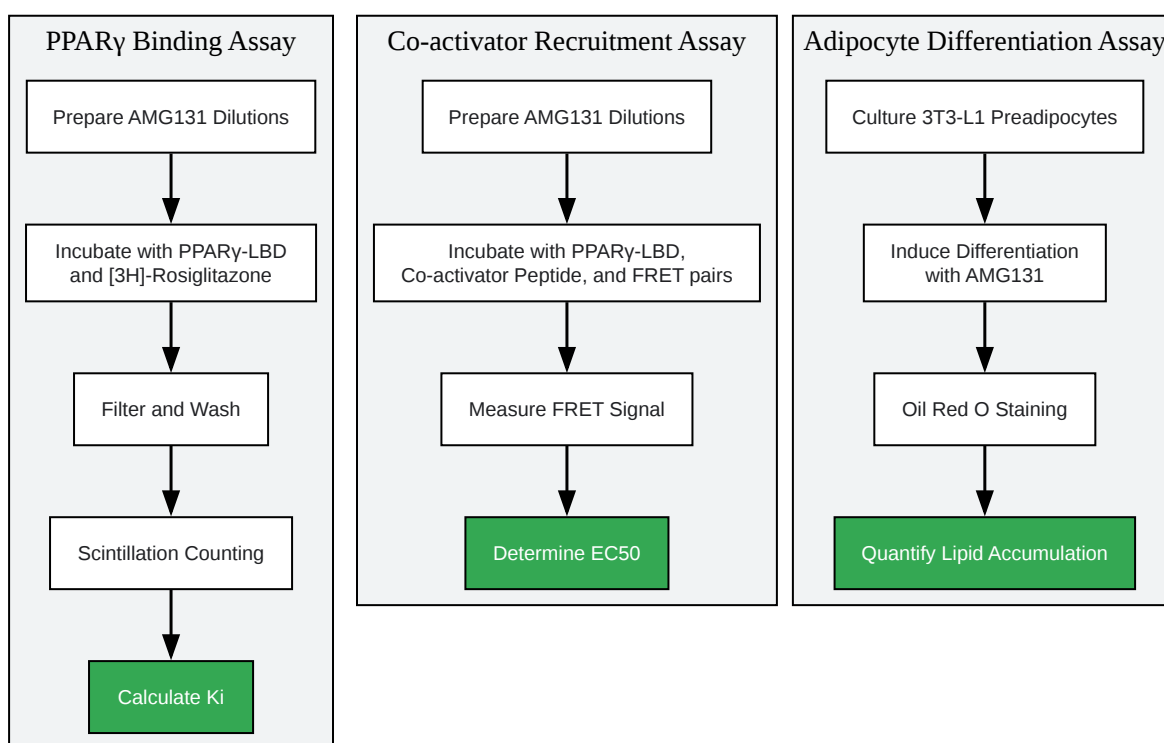 PPARγ Binding Assay
Prepare AMG131 Dilutions
Incubate with PPARγ-LBD
and [3H]-Rosiglitazone
Filter and Wash
Scintillation Counting
Calculate Ki
Co-activator Recruitment Assay
Prepare AMG131 Dilutions
Incubate with PPARγ-LBD,
Co-activator Peptide, and FRET pairs
Measure FRET Signal
Determine EC50
Adipocyte Differentiation Assay
Culture 3T3-L1 Preadipocytes
Induce Differentiation
with AMG131
Oil Red O Staining
Quantify Lipid Accumulation